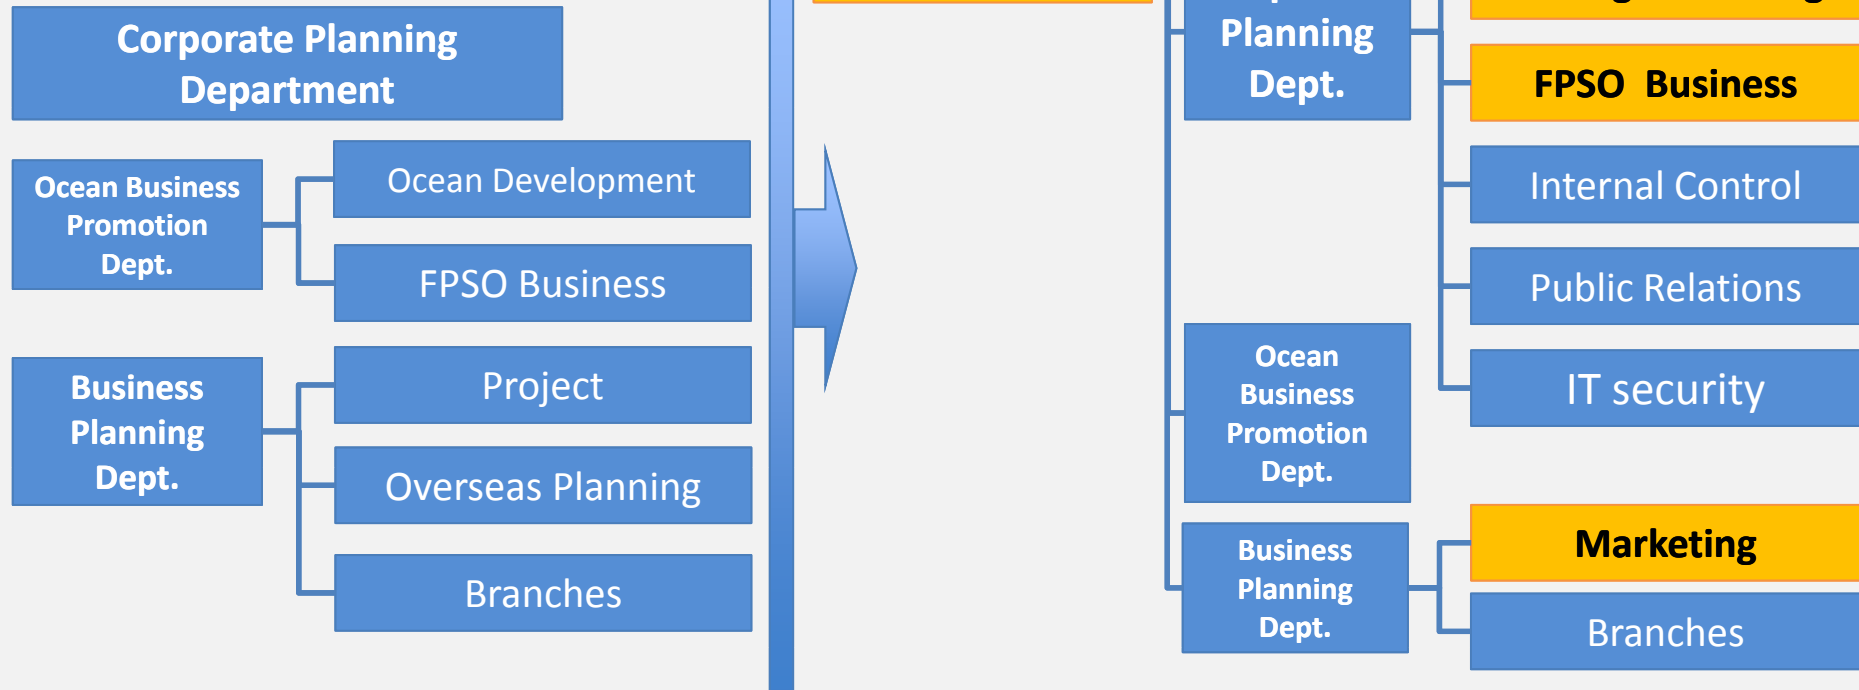 Corporate Planning
Department
Ocean Business
Promotion
Dept.
Ocean Development
FPSO Business
Business
Planning
Dept.
Project
Overseas Planning
Branches
Planning
Dept.
FPSO Business
Internal Control
Public Relations
IT security
Ocean
Business
Promotion
Dept.
Business
Planning
Dept.
Marketing
Branches